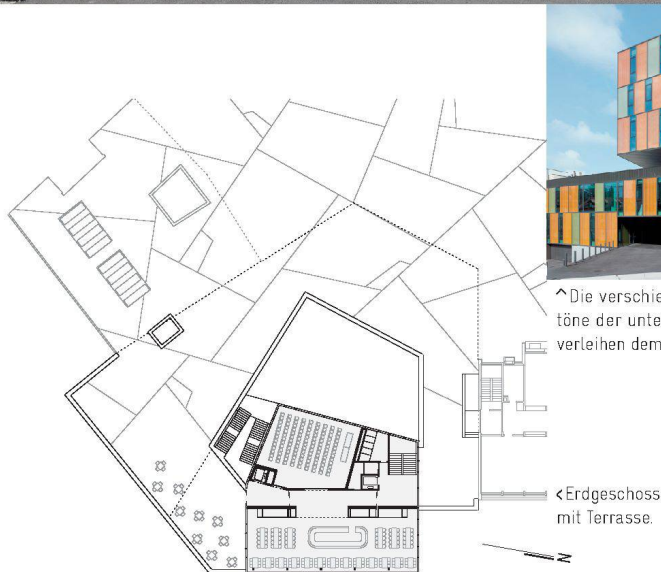 ^Die verschie
töne der unte
verleihen dem
<Erdgeschoss
mit Terrasse.
N